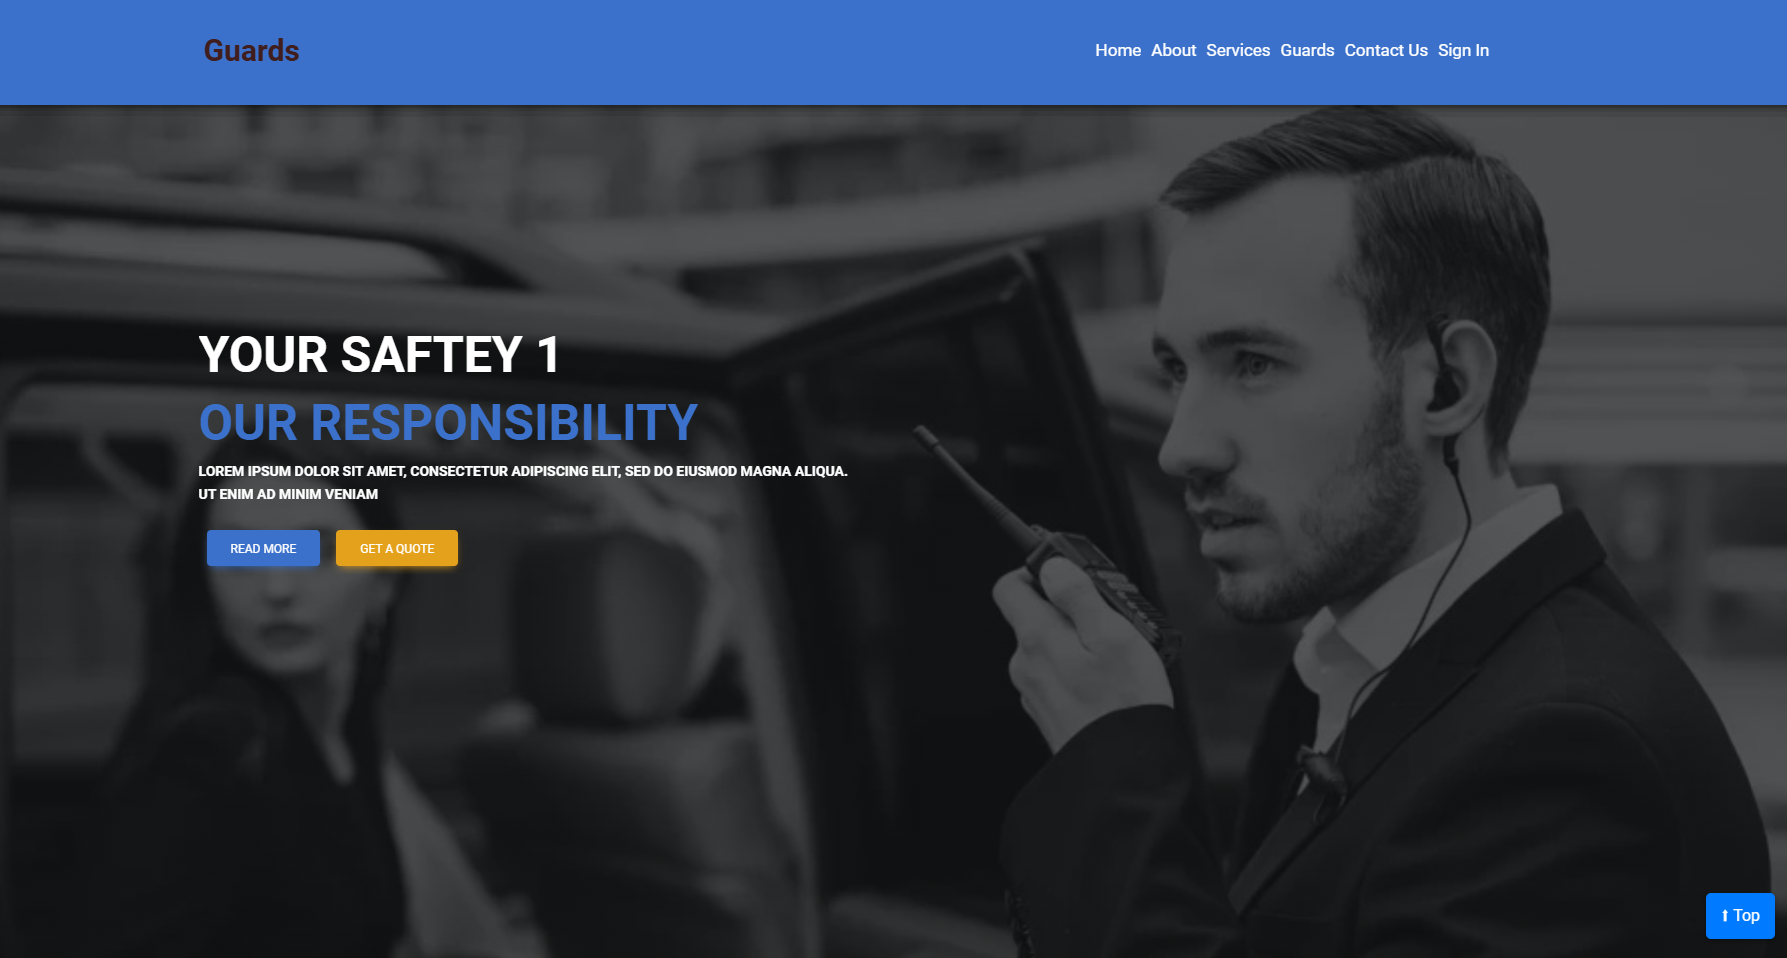 Guards
Home About Services Guards Contact Us Sign In
YOUR SAFTEY 1
OUR RESPONSIBILITY
LOREM IPSUM DOLOR SIT AMET, CONSECTETUR ADIPISCING ELIT, SED DO EIUSMOD MAGNA ALIQUA.
UT ENIM AD MINIM VENIAM
READ MORE GET A QUOTE
⬆ Top